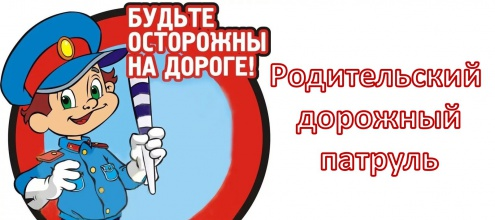 БУДЬТЕ
ОСТОРОЖНЫ
НА ДОРОГЕ!
Родительский
дорожный
патруль